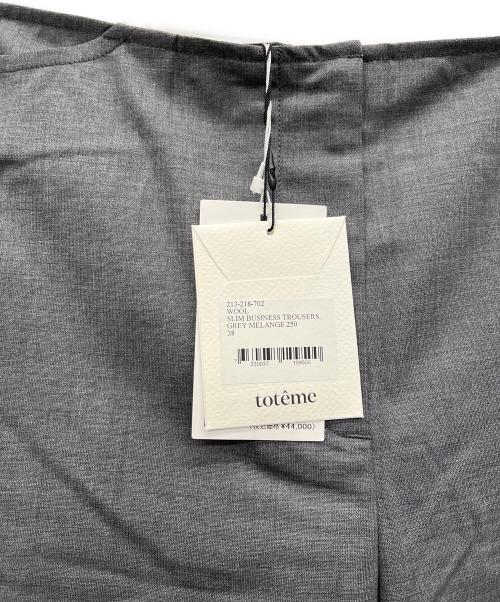 213-218-702
WOOL
SLIM BUSINESS TROUSERS
GREY MELANGE 250
38
totême
(税込価格 ¥44,000)